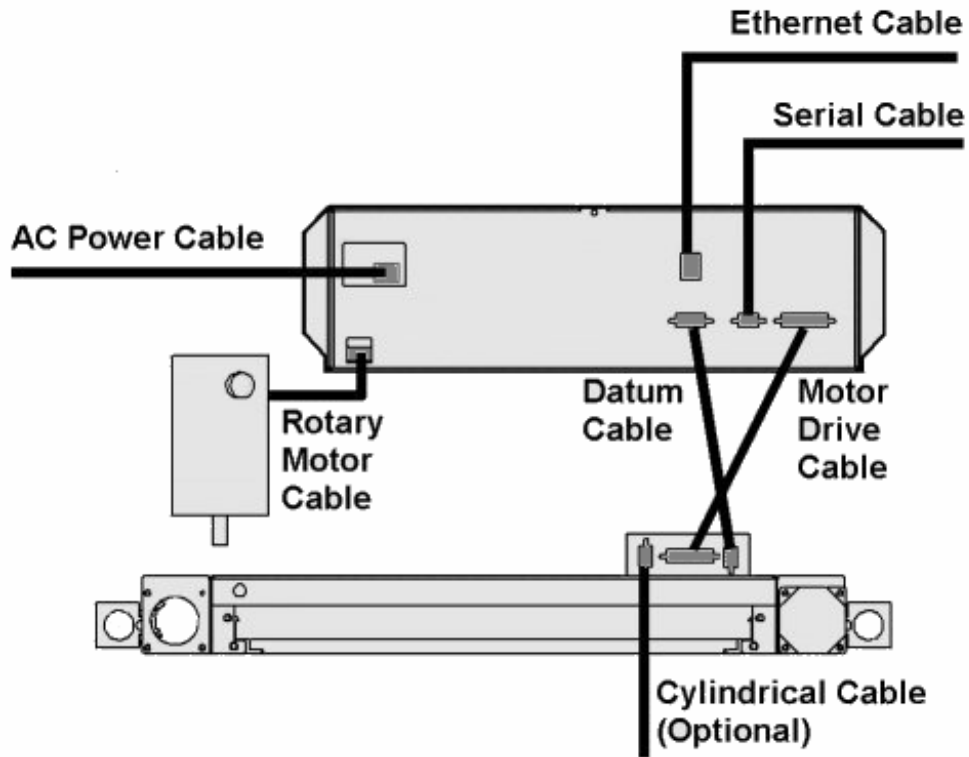 Ethernet Cable
Serial Cable
AC Power Cable
Rotary
Motor
Cable
Datum
Cable
Motor
Drive
Cable
Cylindrical Cable
(Optional)